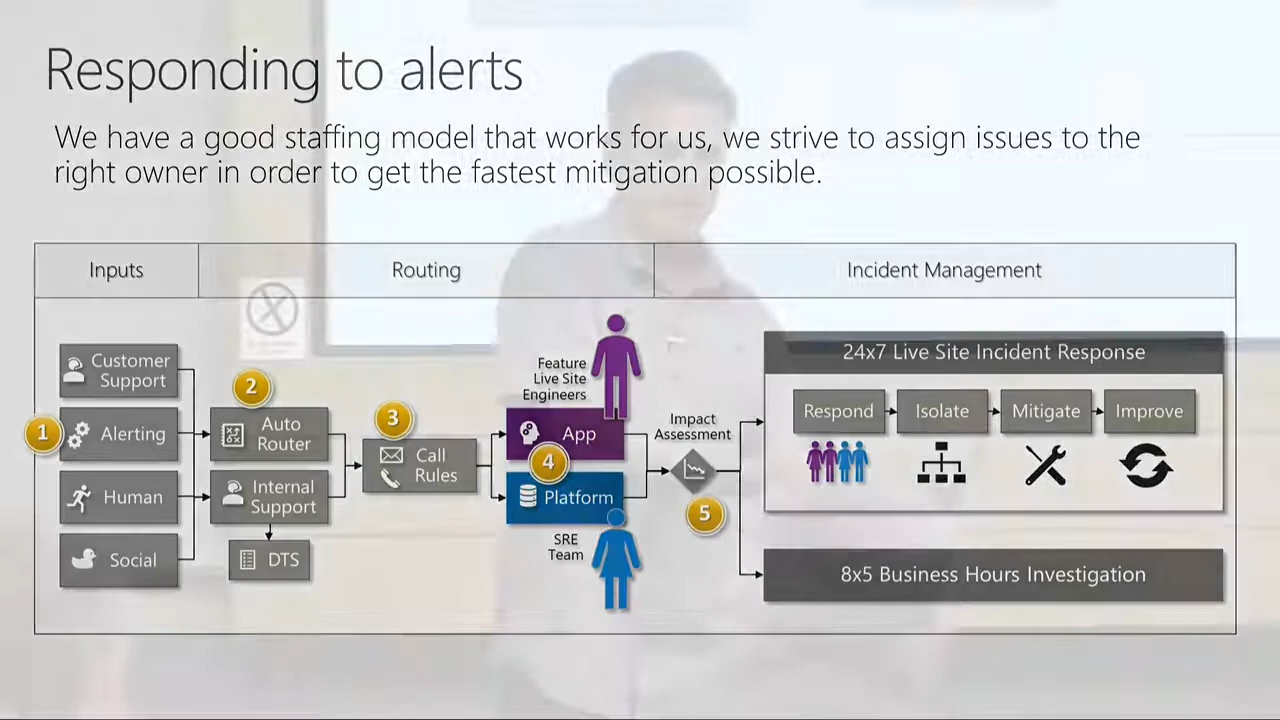 Responding to alerts
We have a good staffing model that works for us, we strive to assign issues to the
right owner in order to get the fastest mitigation possible.
Inputs
Routing
Incident Management
Customer
Support
1
Alerting
Human
Social
2
Auto
Router
Internal
Support
DTS
3
Call
Rules
Feature
Live Site
Engineers
App
4
Platform
SRE
Team
Impact
Assessment
5
24x7 Live Site Incident Response
Respond
Isolate
Mitigate
Improve
8x5 Business Hours Investigation